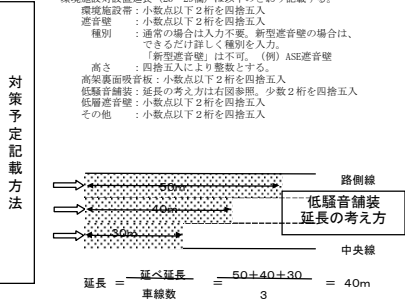 対策予定記載方法
環境施設帯：小数点以下2桁を四捨五入
遮音壁　　：小数点以下2桁を四捨五入
種別　：通常の場合は入力不要。新型遮音壁の場合は、
できるだけ詳しく種別を入力。
「新型遮音壁」は不可。（例）ASE遮音壁
高さ　：四捨五入により整数とする。
高架裏面吸音板：小数点以下2桁を四捨五入
低騒音舗装：延長の考え方は右図参照。少数2桁を四捨五入
低層遮音壁：小数点以下2桁を四捨五入
その他　　：小数点以下2桁を四捨五入
路側線
50m
40m
低騒音舗装
延長の考え方
30m
中央線
延長 ＝ 延べ延長 ＝ 50＋40＋30 ＝ 40m
車線数　3